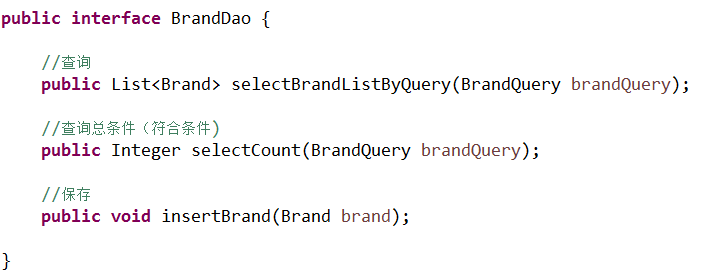 public interface BrandDao {
//查询
public List<Brand> selectBrandListByQuery(BrandQuery brandQuery);
//查询总条件（符合条件)
public Integer selectCount(BrandQuery brandQuery);
//保存
public void insertBrand(Brand brand);
}